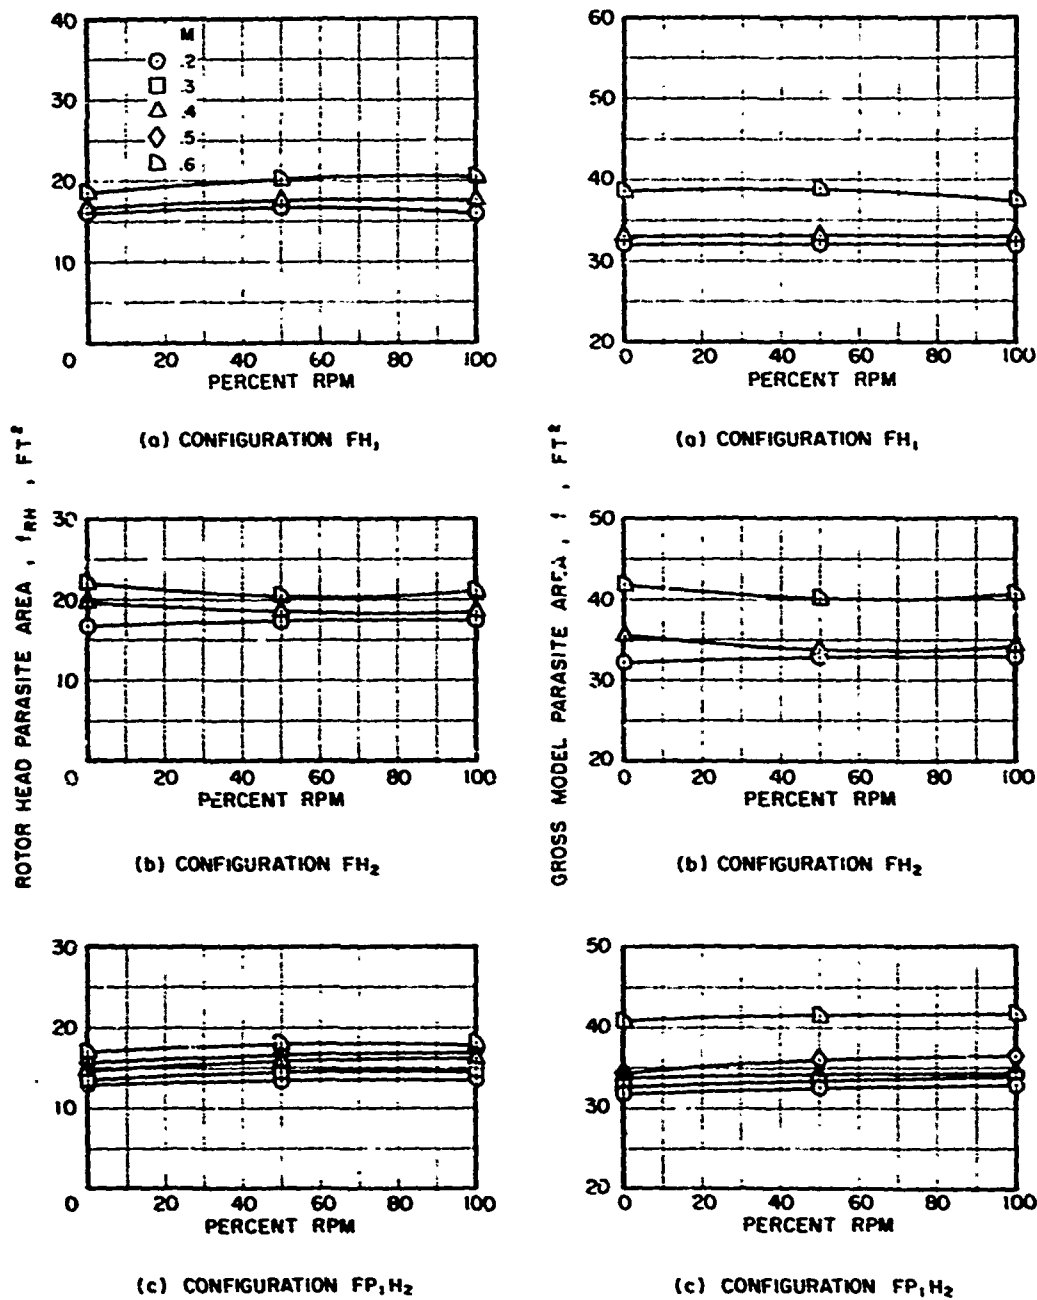 40
30
20
10
0
M
.2
.3
.4
.5
.6
0 20 40 60 80 100
PERCENT RPM
(a) CONFIGURATION FH₁
60
50
40
30
20
0 20 40 60 80 100
PERCENT RPM
(a) CONFIGURATION FH₁
ROTOR HEAD PARASITE AREA , f_RH , FT²
30
20
10
0 20 40 60 80 100
PERCENT RPM
(b) CONFIGURATION FH₂
GROSS MODEL PARASITE AREA , f , FT²
50
40
30
20
0 20 40 60 80 100
PERCENT RPM
(b) CONFIGURATION FH₂
30
20
10
0 20 40 60 80 100
PERCENT RPM
(c) CONFIGURATION FP₁H₂
50
40
30
20
0 20 40 60 80 100
PERCENT RPM
(c) CONFIGURATION FP₁H₂